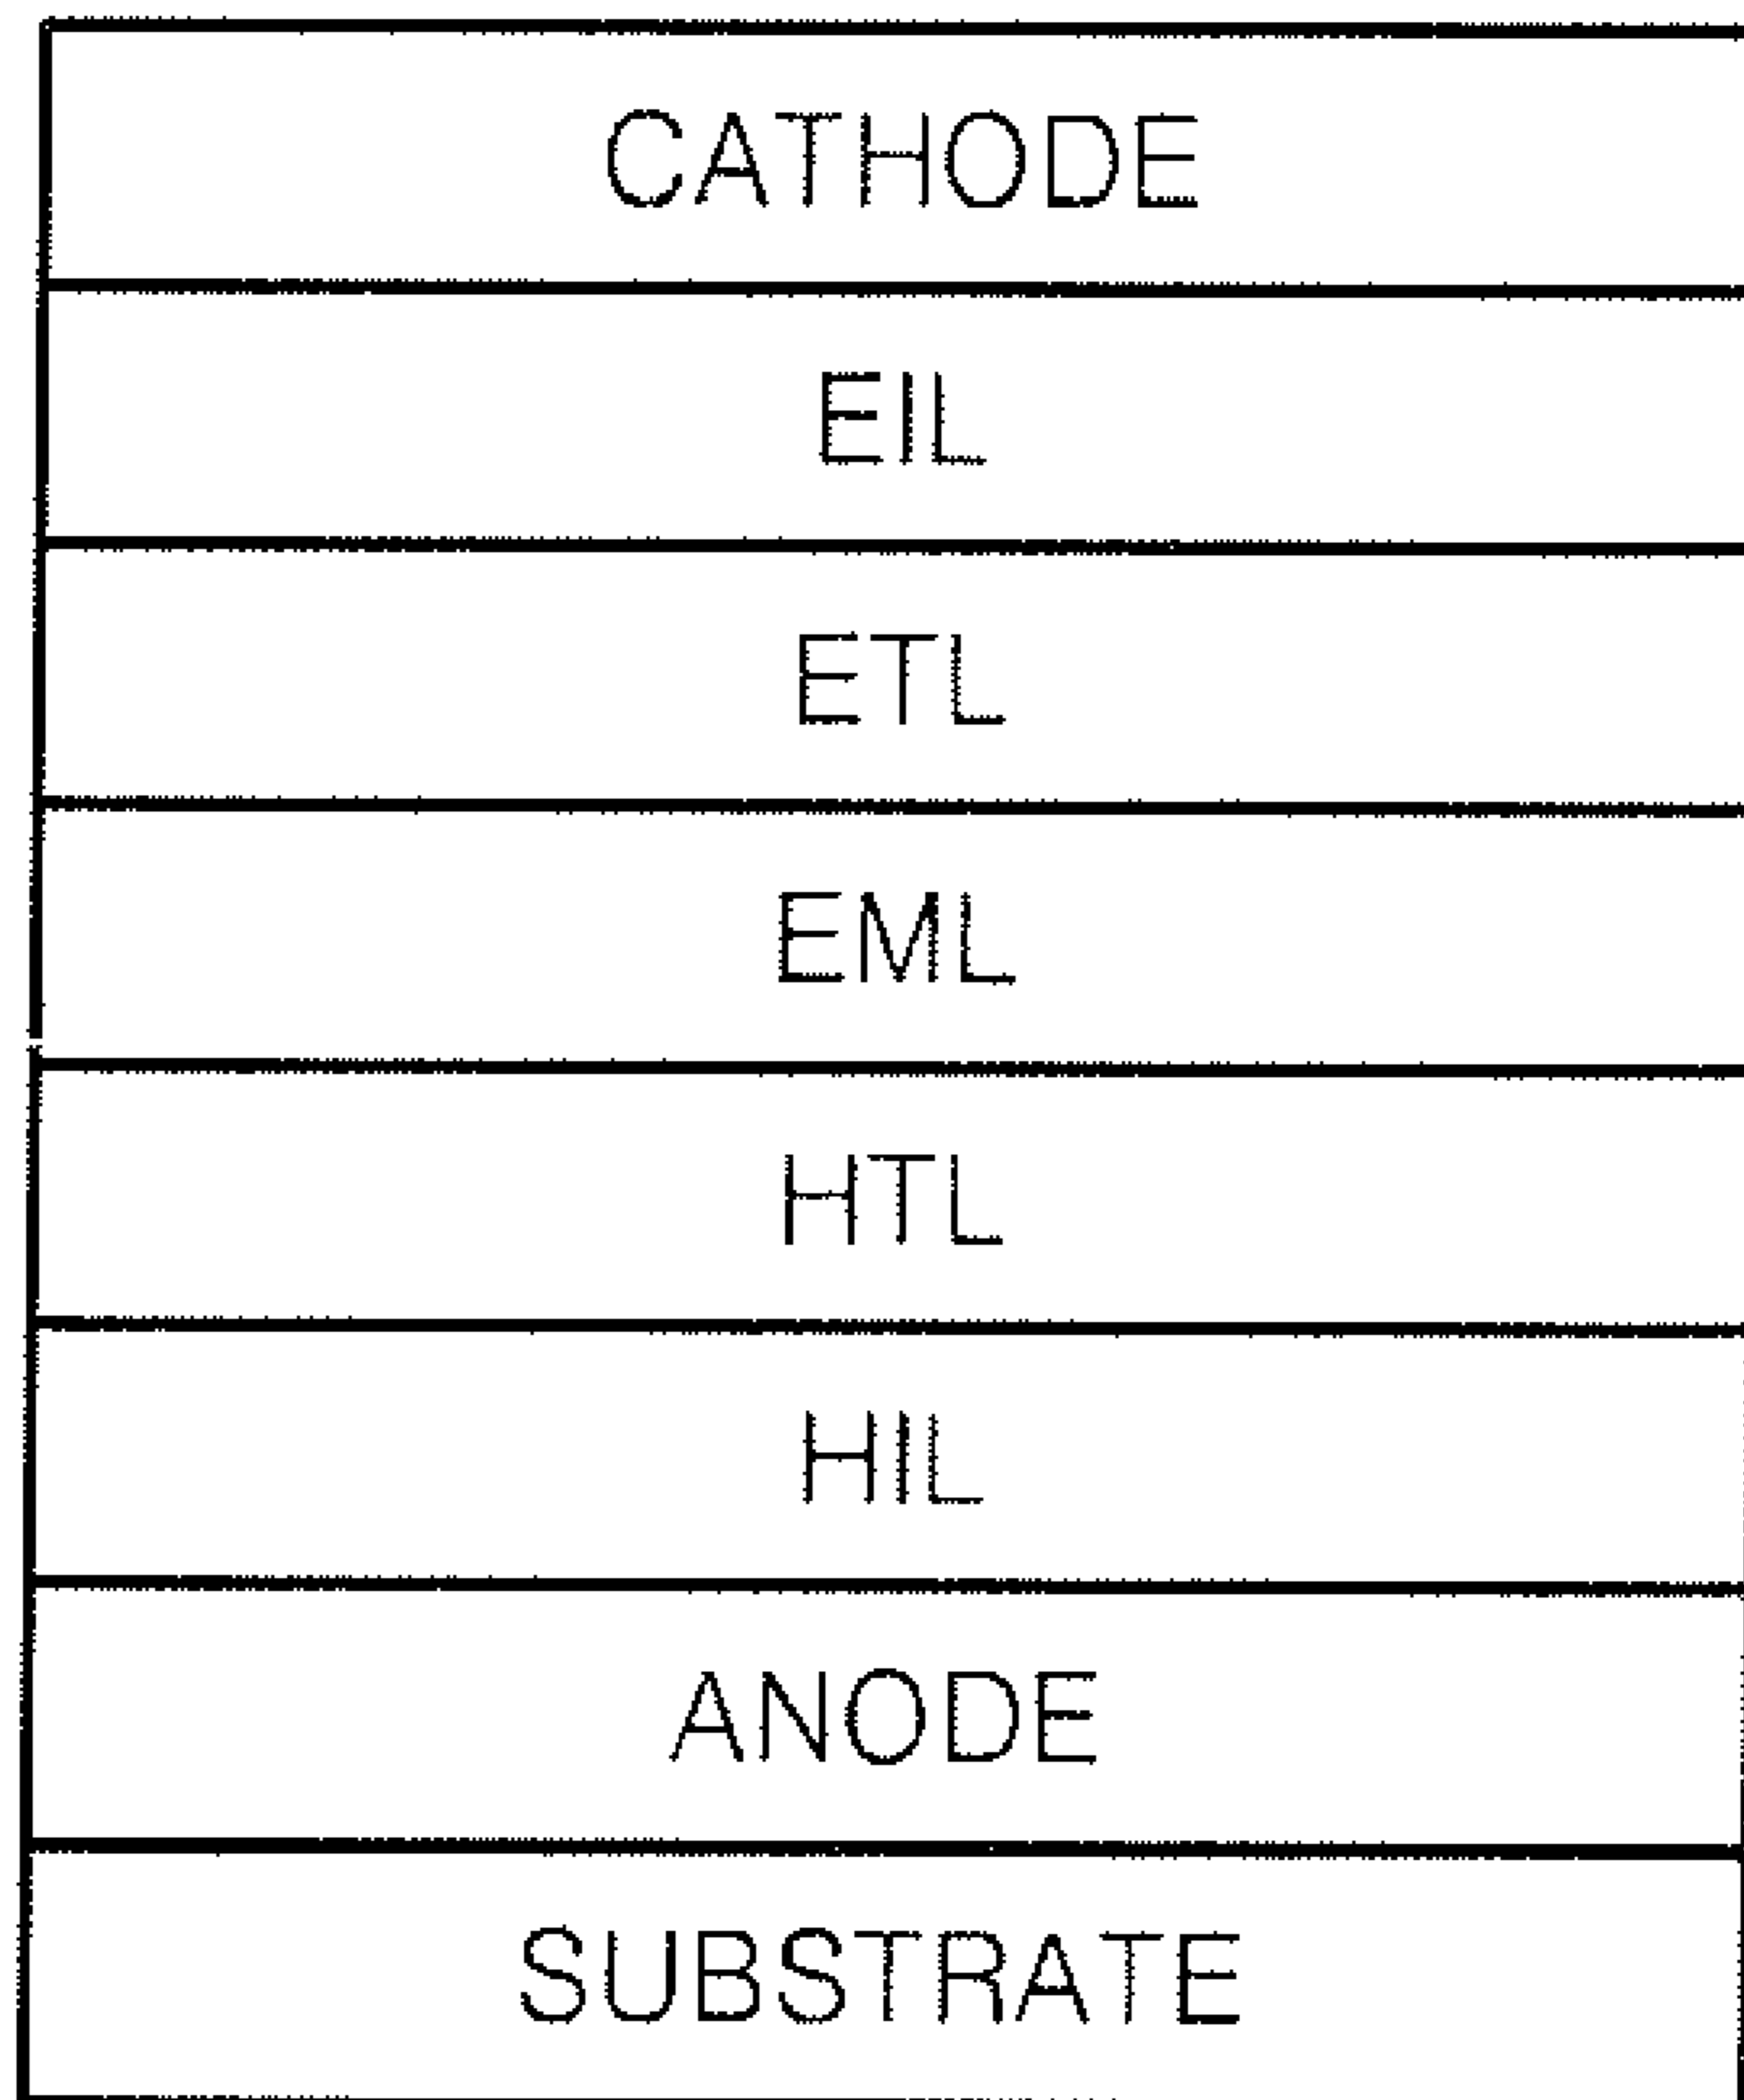 CATHODE
EIL
ETL
EML
HTL
HIL
ANODE
SUBSTRATE